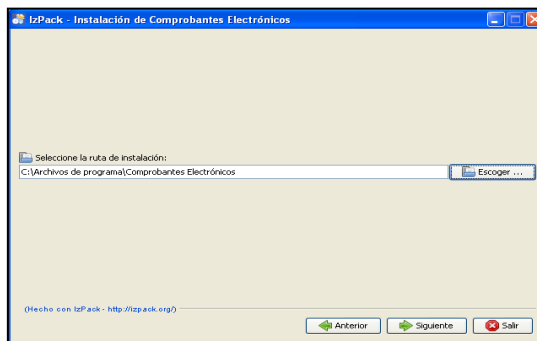 IzPack - Instalación de Comprobantes Electrónicos
Seleccione la ruta de instalación:
C:\Archivos de programa\Comprobantes Electrónicos
Escoger ...
(Hecho con IzPack - http://izpack.org/)
Anterior
Siguiente
Salir